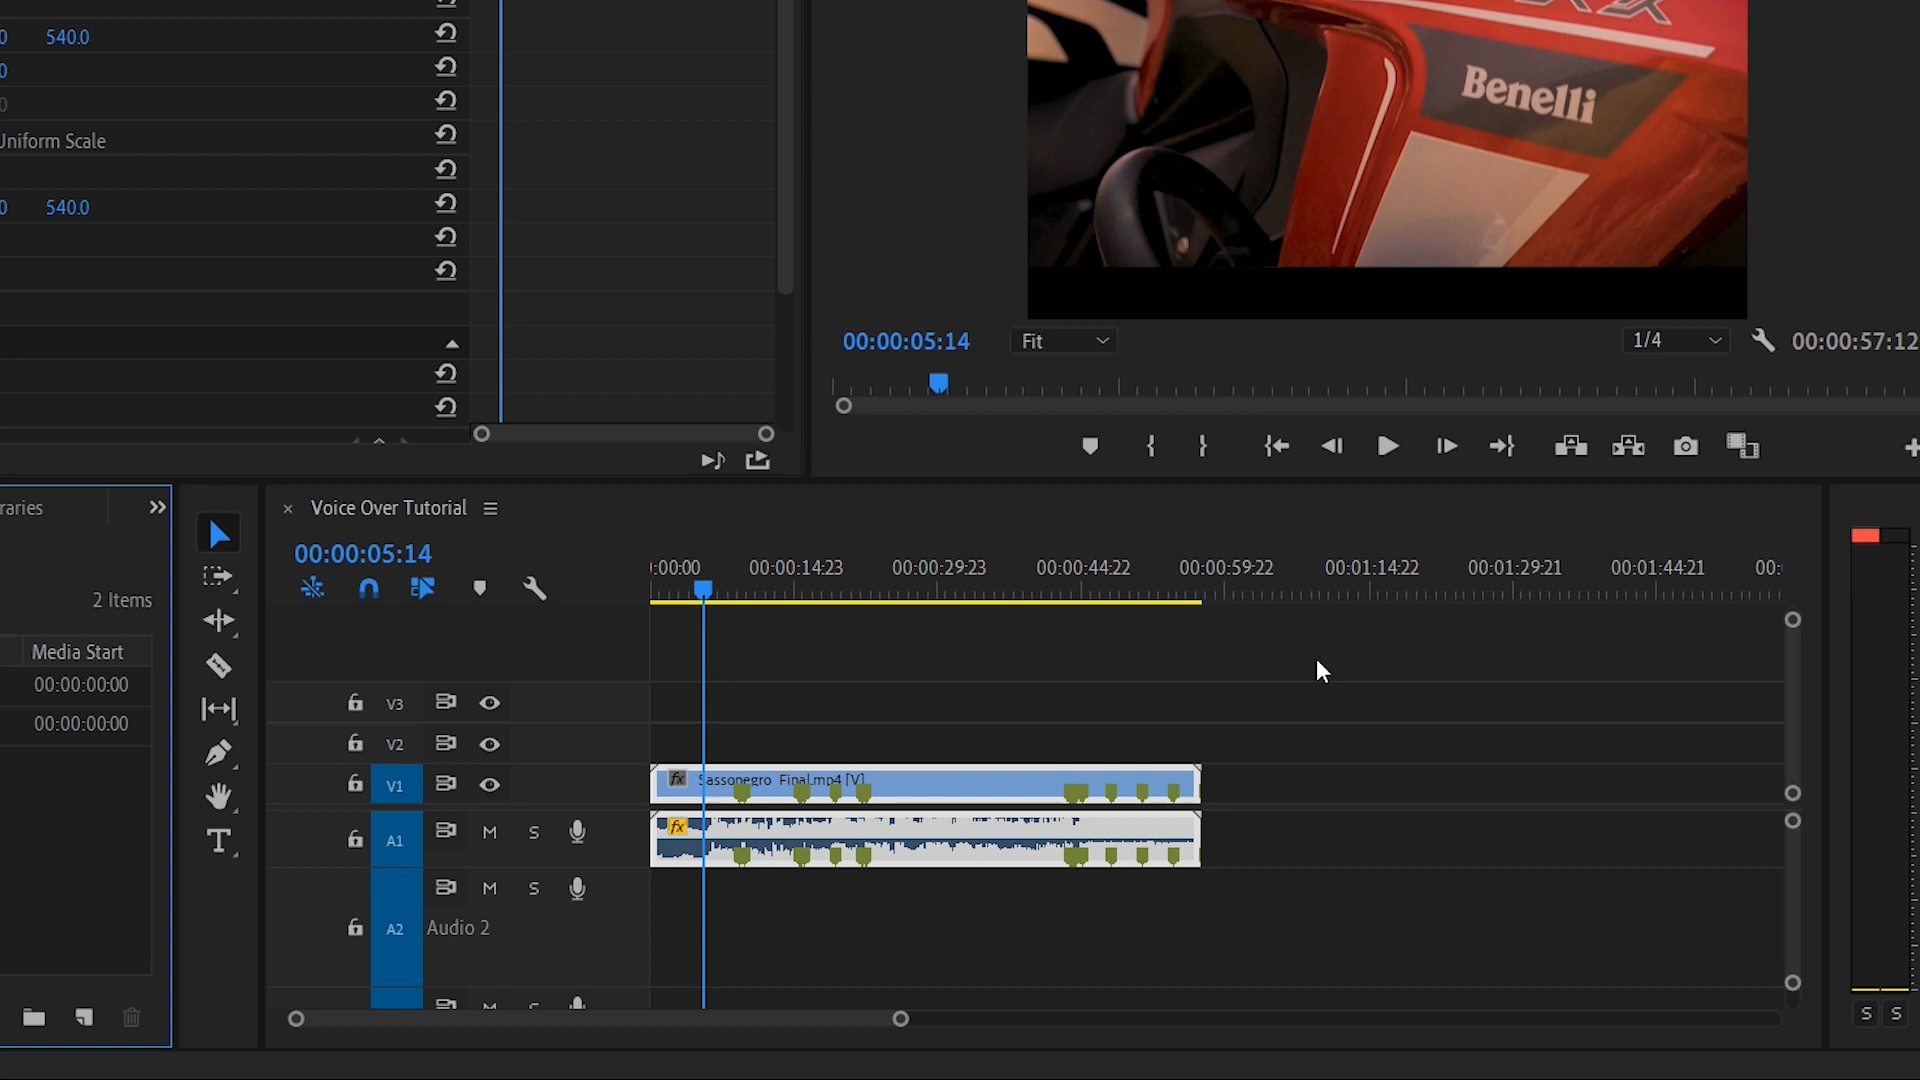 0 540.0
0
0
Uniform Scale
0 540.0
Benelli
00:00:05:14 Fit 1/4 00:00:57:12
raries
Voice Over Tutorial
00:00:05:14
:00:00 00:00:14:23 00:00:29:23 00:00:44:22 00:00:59:22 00:01:14:22 00:01:29:21 00:01:44:21 00:
2 Items
Media Start
00:00:00:00
00:00:00:00
V3
V2
V1 fx Sassonegro_Final.mp4 [V]
A1 M S fx
M S
A2 Audio 2
M S
S S